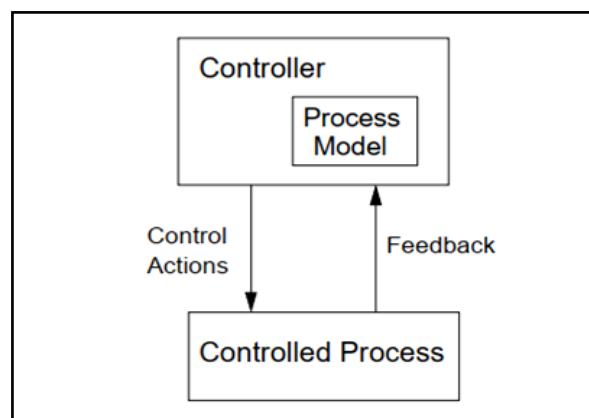 Controller
Process
Model
Control
Actions
Feedback
Controlled Process